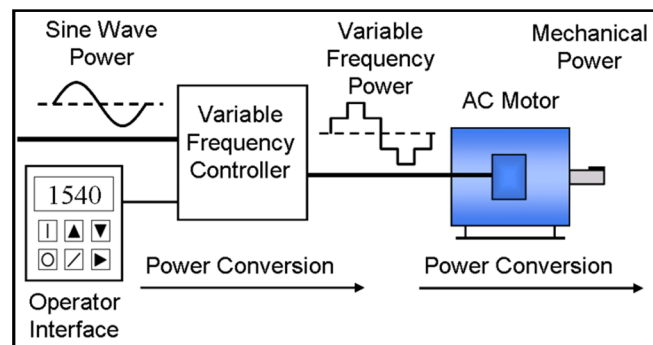 Sine Wave
Power
Variable
Frequency
Power
Mechanical
Power
AC Motor
Variable
Frequency
Controller
1540
Power Conversion
Power Conversion
Operator
Interface